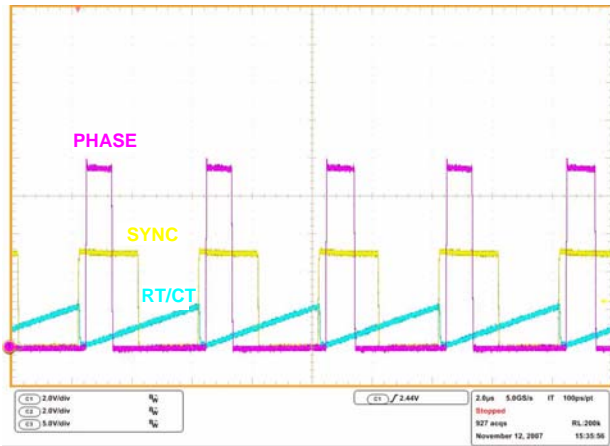 PHASE
SYNC
RT/CT
C1 2.0V/div
C2 2.0V/div
C3 5.0V/div
C1 2.44V
2.0µs 5.0GS/s IT 100ps/pt
Stopped
927 acqs RL:200k
November 12, 2007 15:35:56